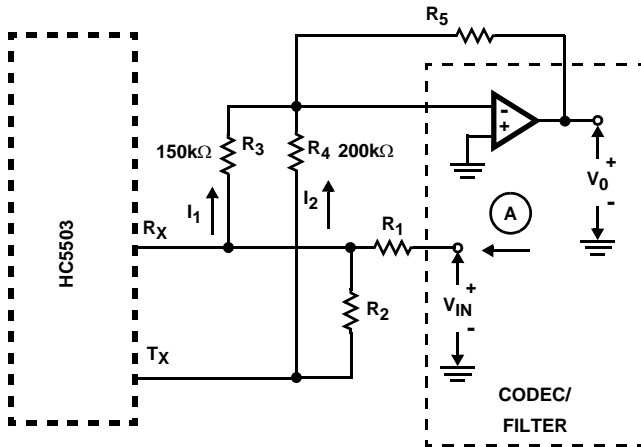 R5
HC5503
150kΩ
R3
R4 200kΩ
I1
I2
RX
R1
A
+
V0
-
-
+
R2
+
VIN
-
TX
CODEC/
FILTER